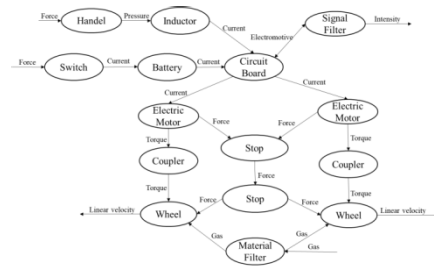 Force
Handel
Pressure
Inductor
Current
Electromotive
Signal
Filter
Intensity
Force
Switch
Current
Battery
Current
Circuit
Board
Current
Current
Electric
Motor
Force
Force
Electric
Motor
Torque
Stop
Torque
Coupler
Force
Coupler
Torque
Stop
Torque
Linear velocity
Wheel
Force
Force
Wheel
Linear velocity
Gas
Material
Filter
Gas
Gas